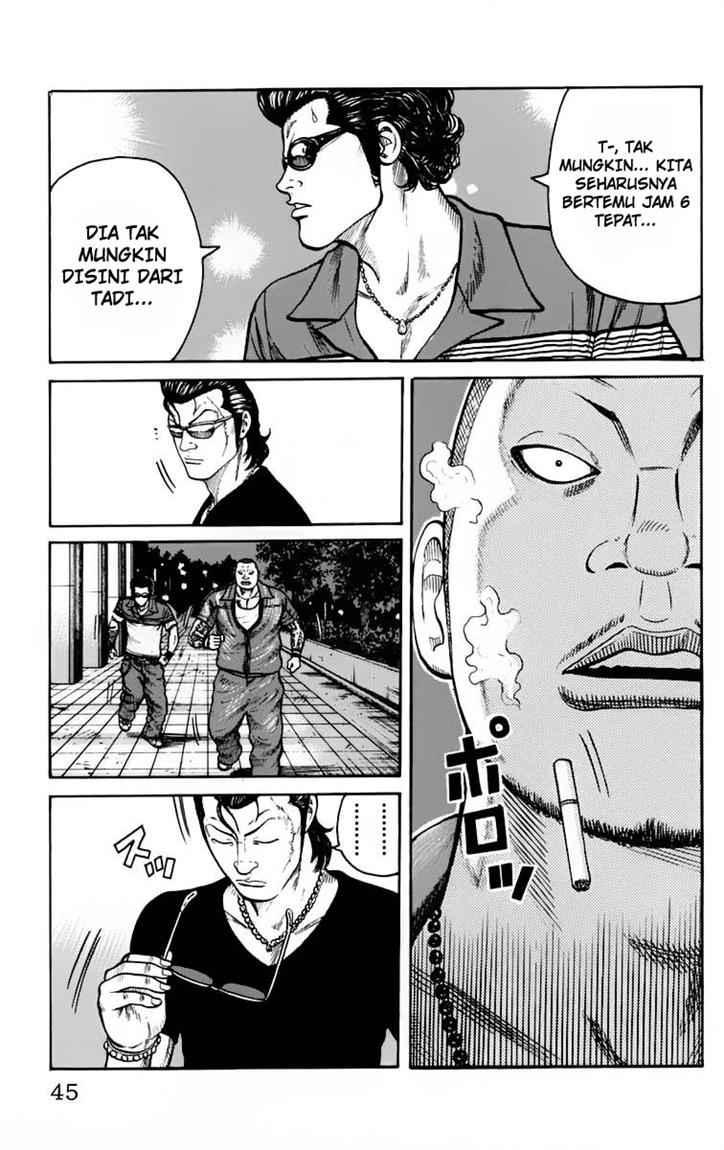 T-, TAK
MUNGKIN... KITA
SEHARUSNYA
BERTEMU JAM 6
TEPAT...
DIA TAK
MUNGKIN
DISINI DARI
TADI...
...
ポロッ
.........
スッ
45